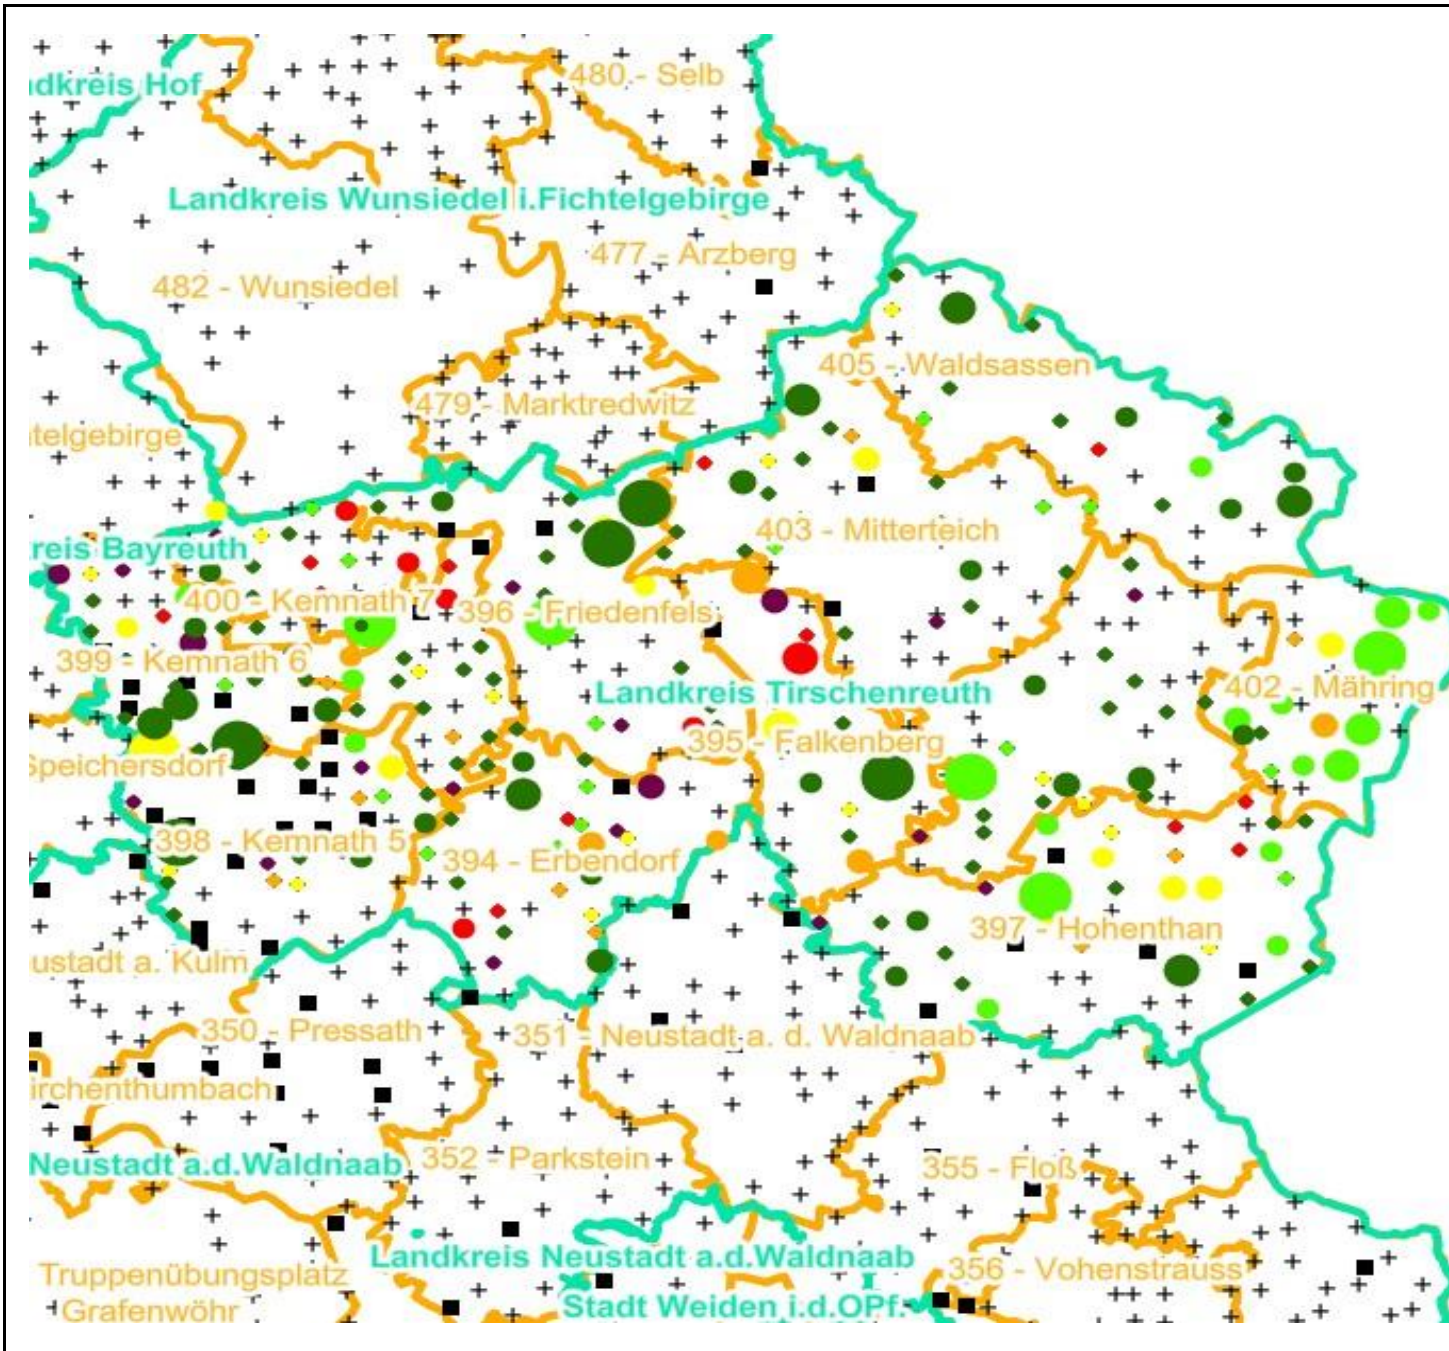 480 - Selb
ndkreis Hof
Landkreis Wunsiedel i.Fichtelgebirge
477 - Arzberg
482 - Wunsiedel
405 - Waldsassen
479 - Marktredwitz
htelgebirge
403 - Mitterteich
kreis Bayreuth
400 - Kemnath 7
396 - Friedenfels
399 - Kemnath 6
402 - Mähring
Landkreis Tirschenreuth
395 - Falkenberg
Speichersdorf
398 - Kemnath 5
394 - Erbendorf
397 - Hohenthan
ustadt a. Kulm
350 - Pressath
351 - Neustadt a. d. Waldnaab
irchenthumbach
Neustadt a.d.Waldnaab
352 - Parkstein
355 - Floß
Landkreis Neustadt a.d.Waldnaab
356 - Vohenstrauss
Truppenübungsplatz
Grafenwöhr
Stadt Weiden i.d.OPf.